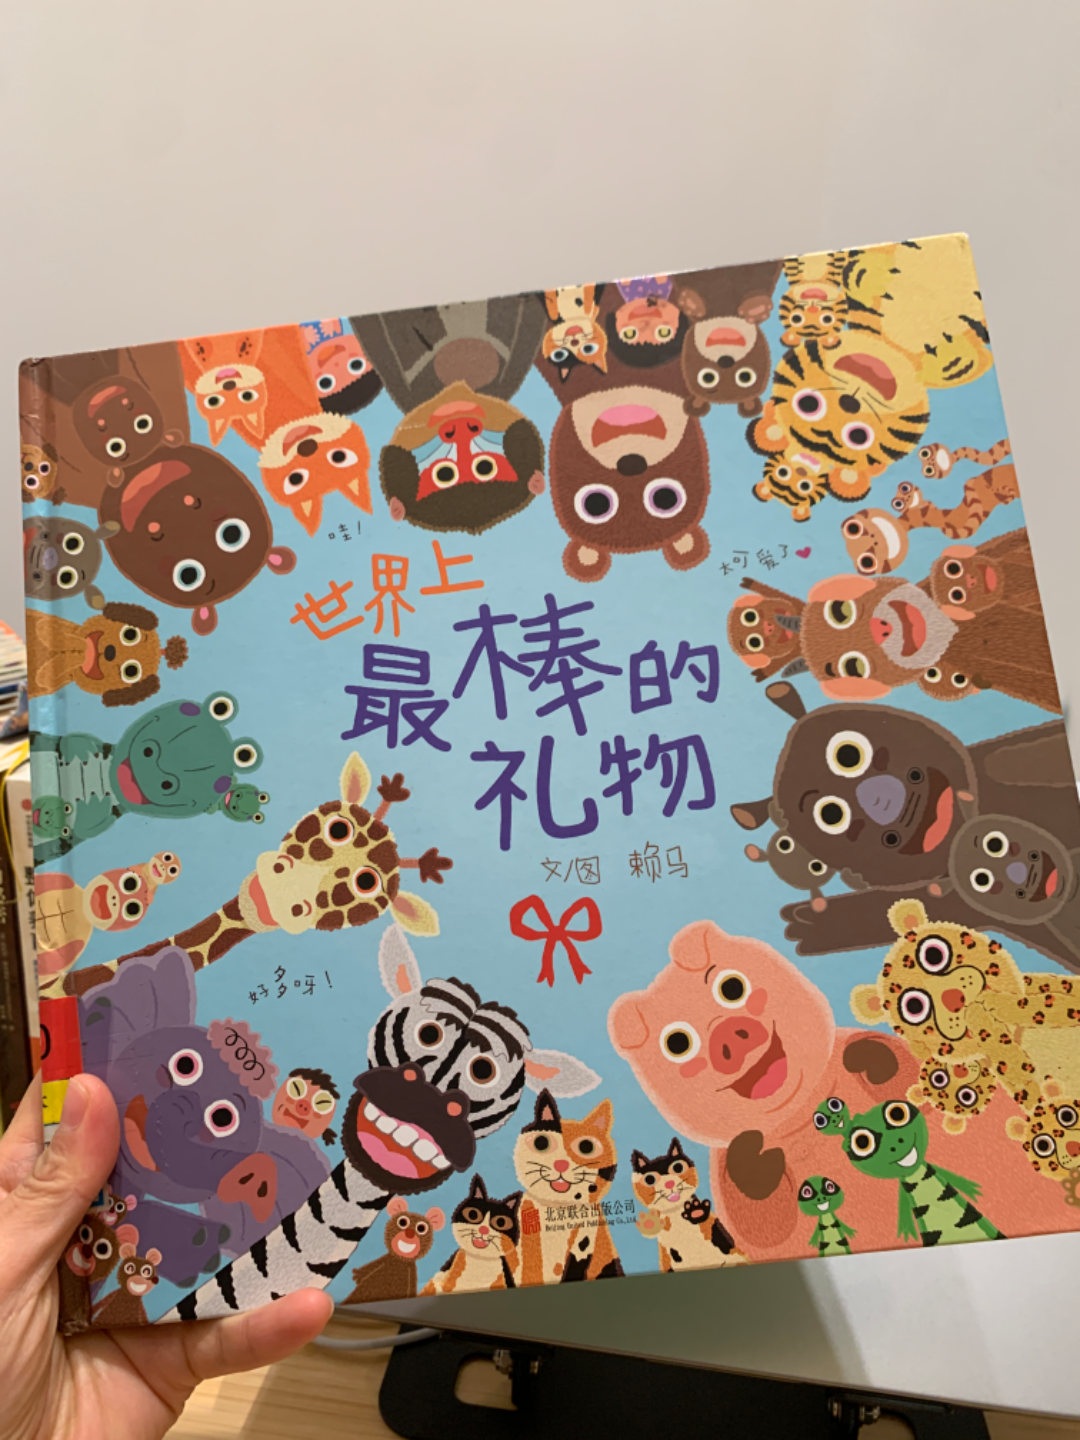 哇！
太可爱了
世界上
最棒的
礼物
文/图 赖马
好多呀！
北京联合出版公司
Beijing United Publishing Co.,Ltd.